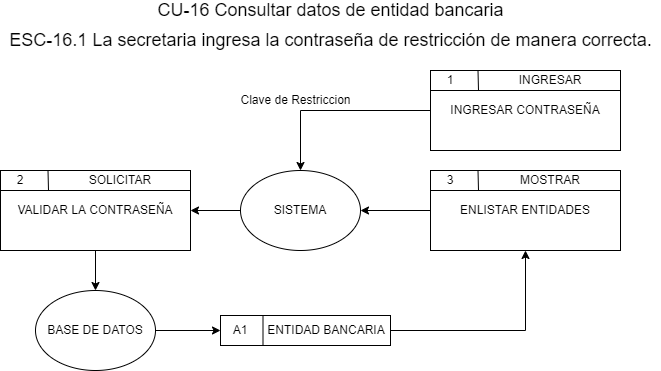 CU-16 Consultar datos de entidad bancaria
ESC-16.1 La secretaria ingresa la contraseña de restricción de manera correcta.
1 INGRESAR
INGRESAR CONTRASEÑA
Clave de Restriccion
2 SOLICITAR
VALIDAR LA CONTRASEÑA
SISTEMA
3 MOSTRAR
ENLISTAR ENTIDADES
BASE DE DATOS
A1 ENTIDAD BANCARIA